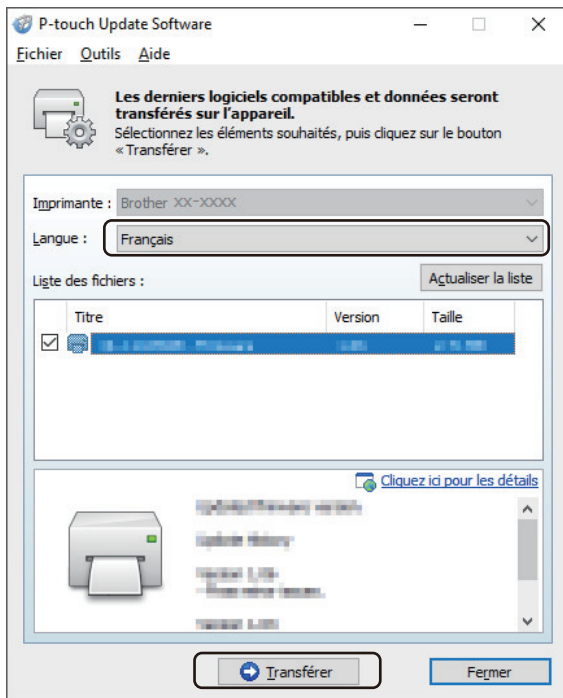 P-touch Update Software
Fichier Outils Aide
Les derniers logiciels compatibles et données seront
transférés sur l'appareil.
Sélectionnez les éléments souhaités, puis cliquez sur le bouton
« Transférer ».
Imprimante : Brother XX-XXXX
Langue : Français
Liste des fichiers : Actualiser la liste
Titre Version Taille
Cliquez ici pour les détails
Transférer Fermer